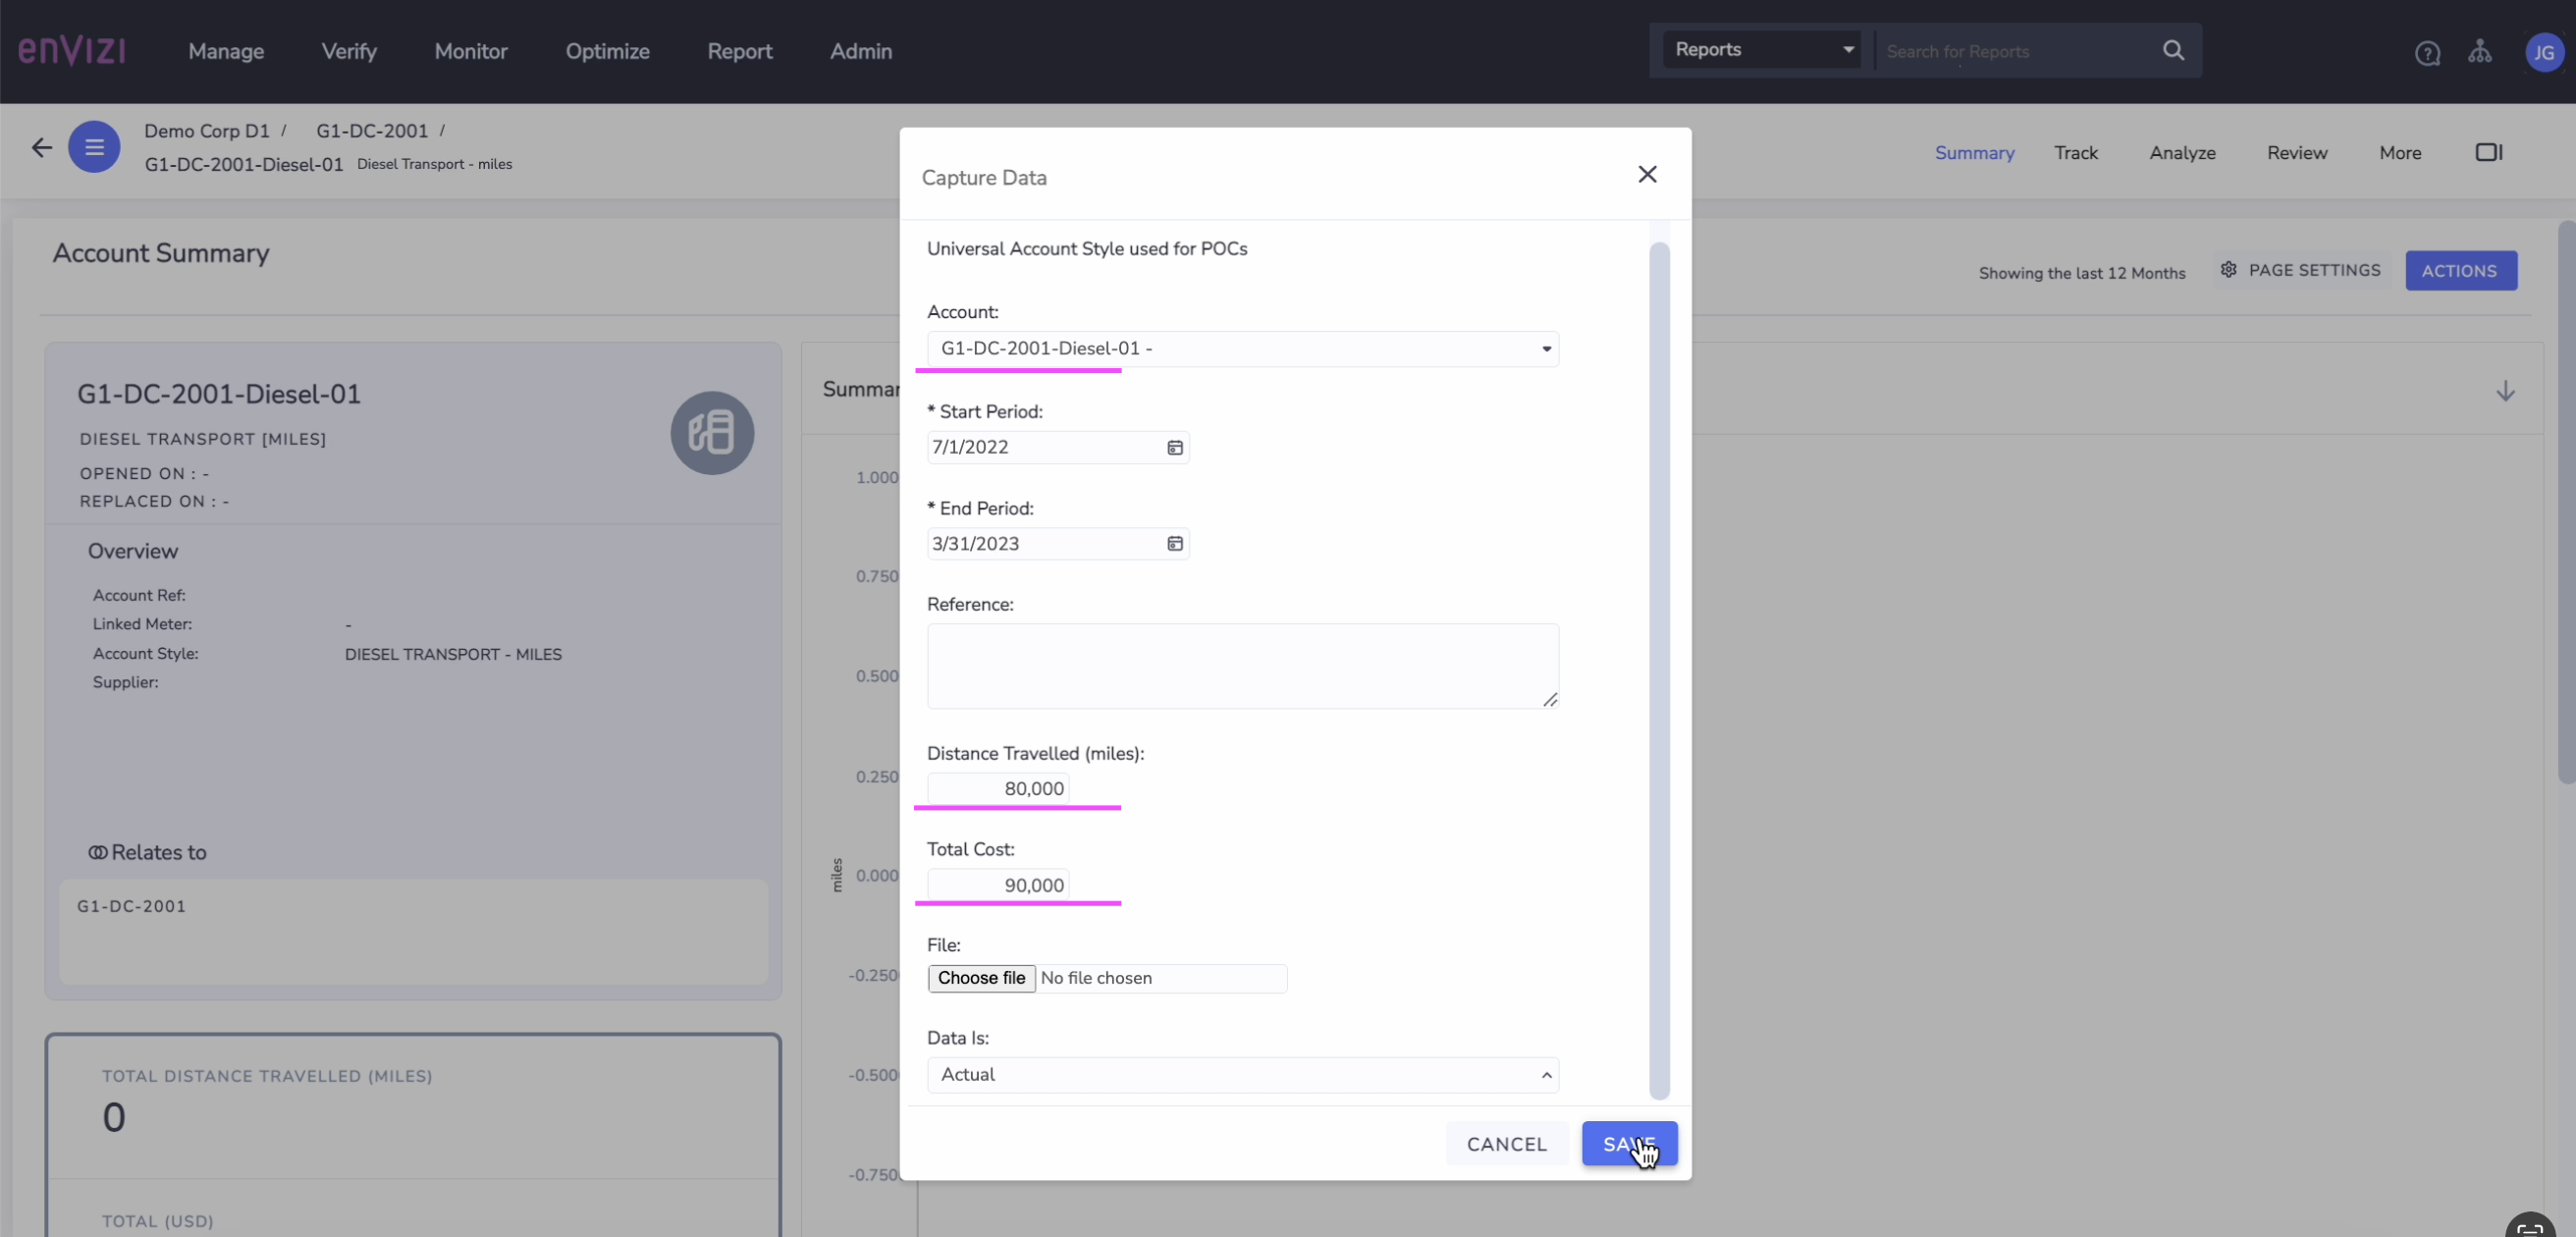 enVIZI
Manage
Verify
Monitor
Optimize
Report
Admin
Reports
Search for Reports
JG
Demo Corp D1 / G1-DC-2001 /
G1-DC-2001-Diesel-01 Diesel Transport - miles
Summary
Track
Analyze
Review
More
Account Summary
Showing the last 12 Months
PAGE SETTINGS
ACTIONS
G1-DC-2001-Diesel-01
DIESEL TRANSPORT [MILES]
OPENED ON : -
REPLACED ON : -
Overview
Account Ref:
Linked Meter: -
Account Style: DIESEL TRANSPORT - MILES
Supplier:
Relates to
G1-DC-2001
TOTAL DISTANCE TRAVELLED (MILES)
0
TOTAL (USD)
1.000
0.750
0.500
0.250
0.000
-0.250
-0.500
-0.750
miles
Capture Data
Universal Account Style used for POCs
Account:
G1-DC-2001-Diesel-01 -
* Start Period:
7/1/2022
* End Period:
3/31/2023
Reference:
Distance Travelled (miles):
80,000
Total Cost:
90,000
File:
Choose file No file chosen
Data Is:
Actual
CANCEL
SAVE